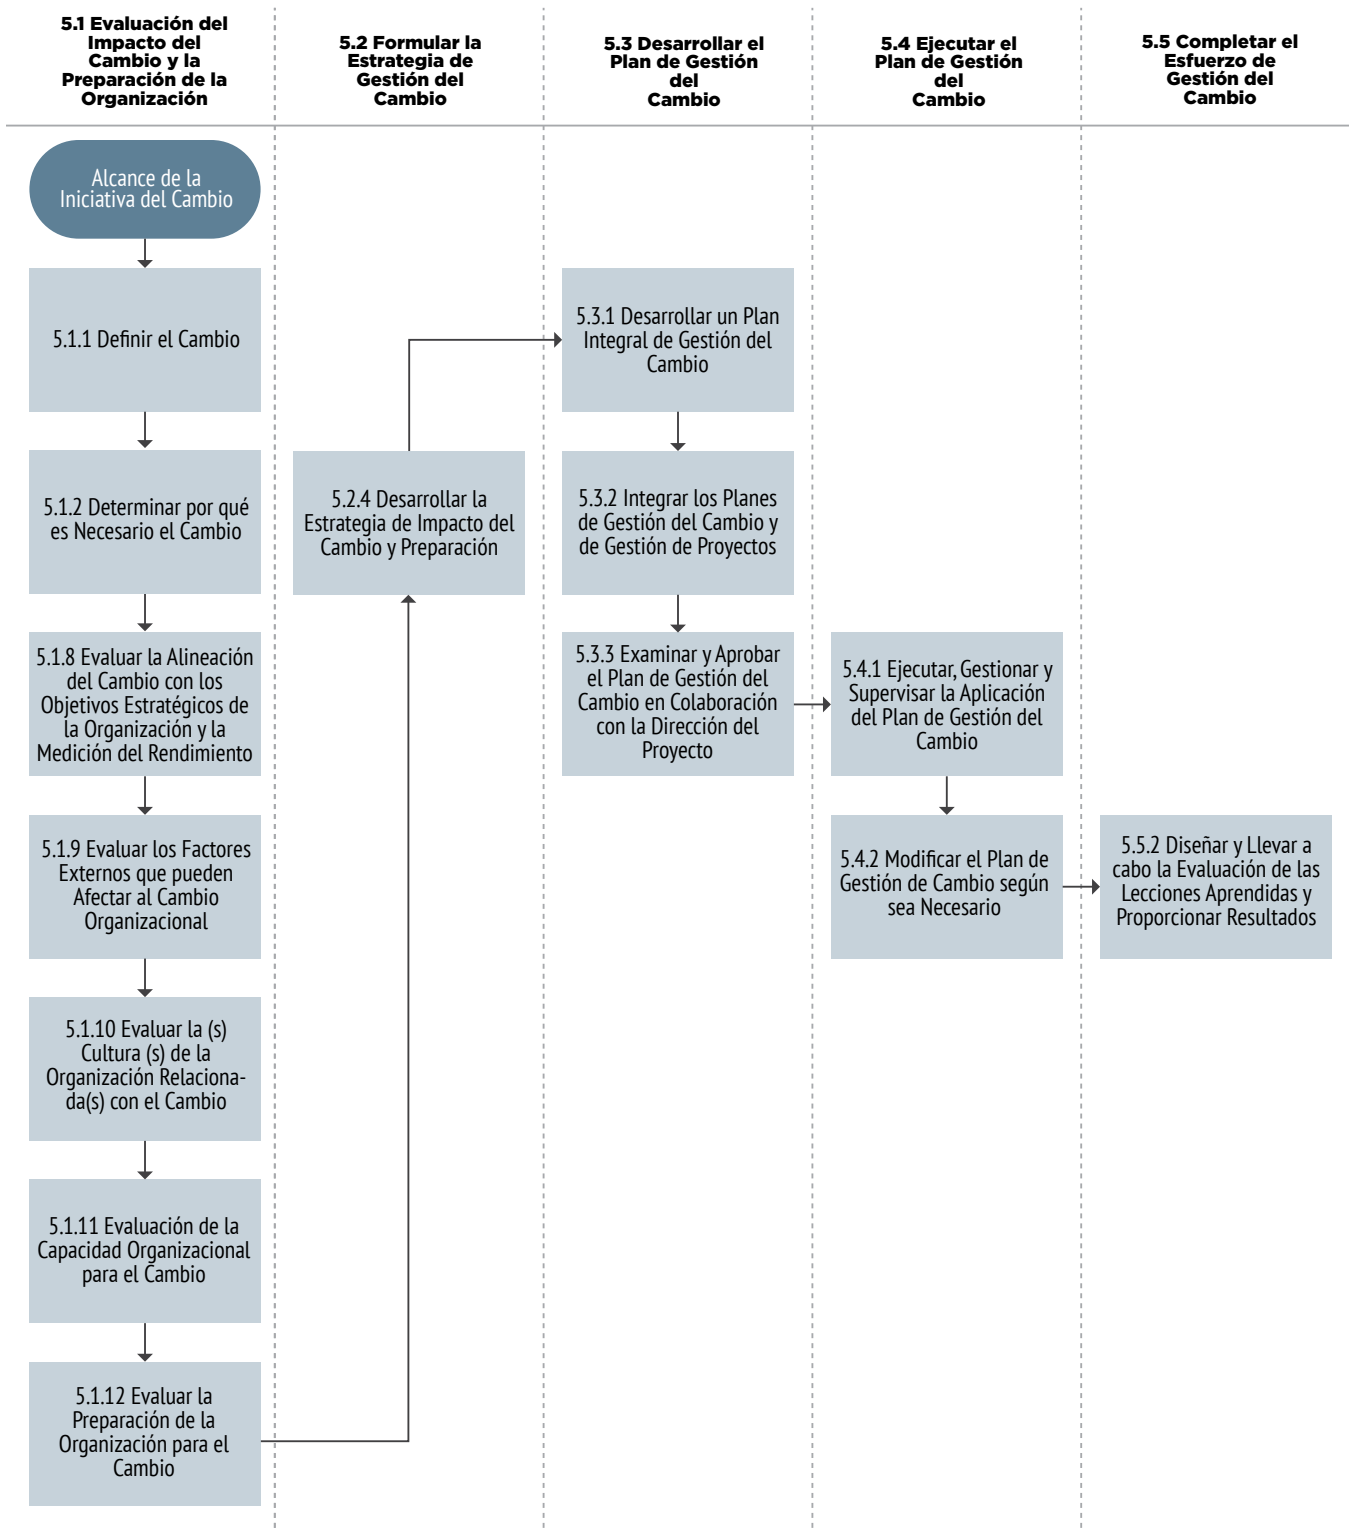 5.1 Evaluación del
Impacto del
Cambio y la
Preparación de la
Organización
5.2 Formular la
Estrategia de
Gestión del
Cambio
5.3 Desarrollar el
Plan de Gestión
del
Cambio
5.4 Ejecutar el
Plan de Gestión
del
Cambio
5.5 Completar el
Esfuerzo de
Gestión del
Cambio
Alcance de la
Iniciativa del Cambio
5.1.1 Definir el Cambio
5.1.2 Determinar por qué
es Necesario el Cambio
5.1.8 Evaluar la Alineación
del Cambio con los
Objetivos Estratégicos de
la Organización y la
Medición del Rendimiento
5.1.9 Evaluar los Factores
Externos que pueden
Afectar al Cambio
Organizacional
5.1.10 Evaluar la (s)
Cultura (s) de la
Organización Relaciona-
da(s) con el Cambio
5.1.11 Evaluación de la
Capacidad Organizacional
para el Cambio
5.1.12 Evaluar la
Preparación de la
Organización para el
Cambio
5.2.4 Desarrollar la
Estrategia de Impacto del
Cambio y Preparación
5.3.1 Desarrollar un Plan
Integral de Gestión del
Cambio
5.3.2 Integrar los Planes
de Gestión del Cambio y
de Gestión de Proyectos
5.3.3 Examinar y Aprobar
el Plan de Gestión del
Cambio en Colaboración
con la Dirección del
Proyecto
5.4.1 Ejecutar, Gestionar y
Supervisar la Aplicación
del Plan de Gestión del
Cambio
5.4.2 Modificar el Plan de
Gestión de Cambio según
sea Necesario
5.5.2 Diseñar y Llevar a
cabo la Evaluación de las
Lecciones Aprendidas y
Proporcionar Resultados